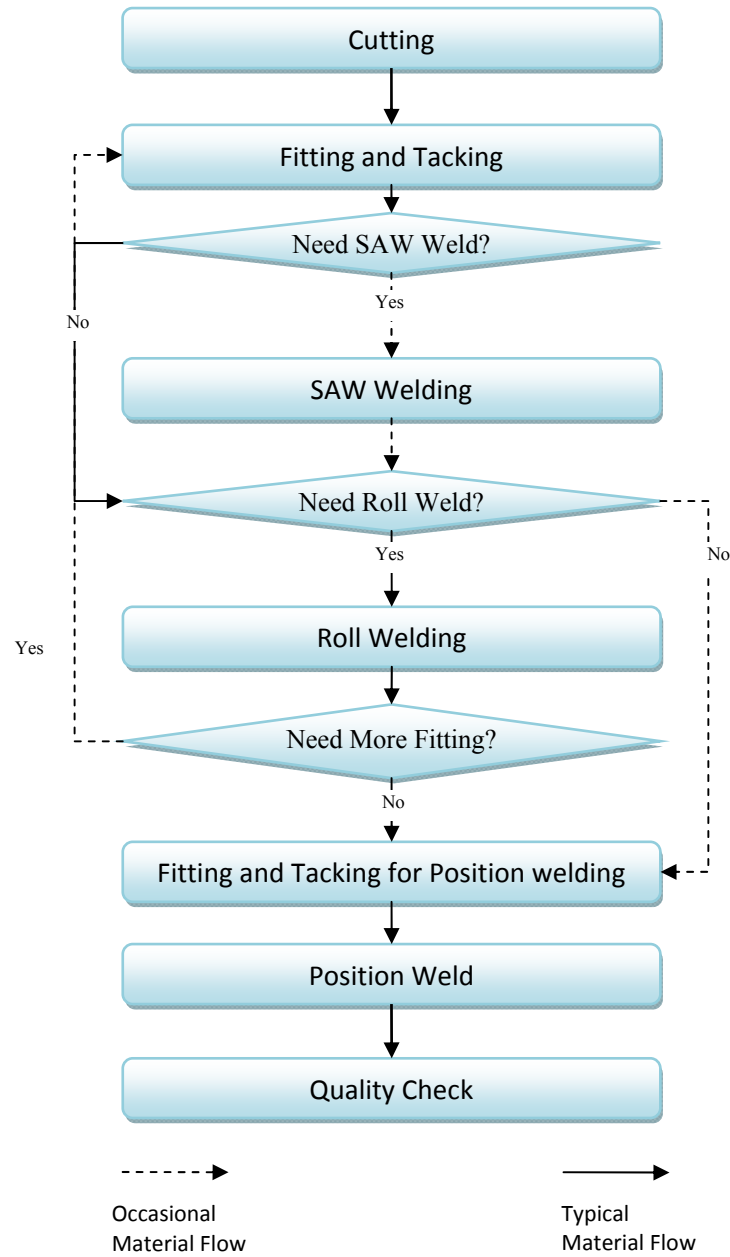 Cutting
Fitting and Tacking
Need SAW Weld?
Yes
No
SAW Welding
Need Roll Weld?
Yes
No
Roll Welding
Yes
Need More Fitting?
No
Fitting and Tacking for Position welding
Position Weld
Quality Check
Occasional
Material Flow
Typical
Material Flow